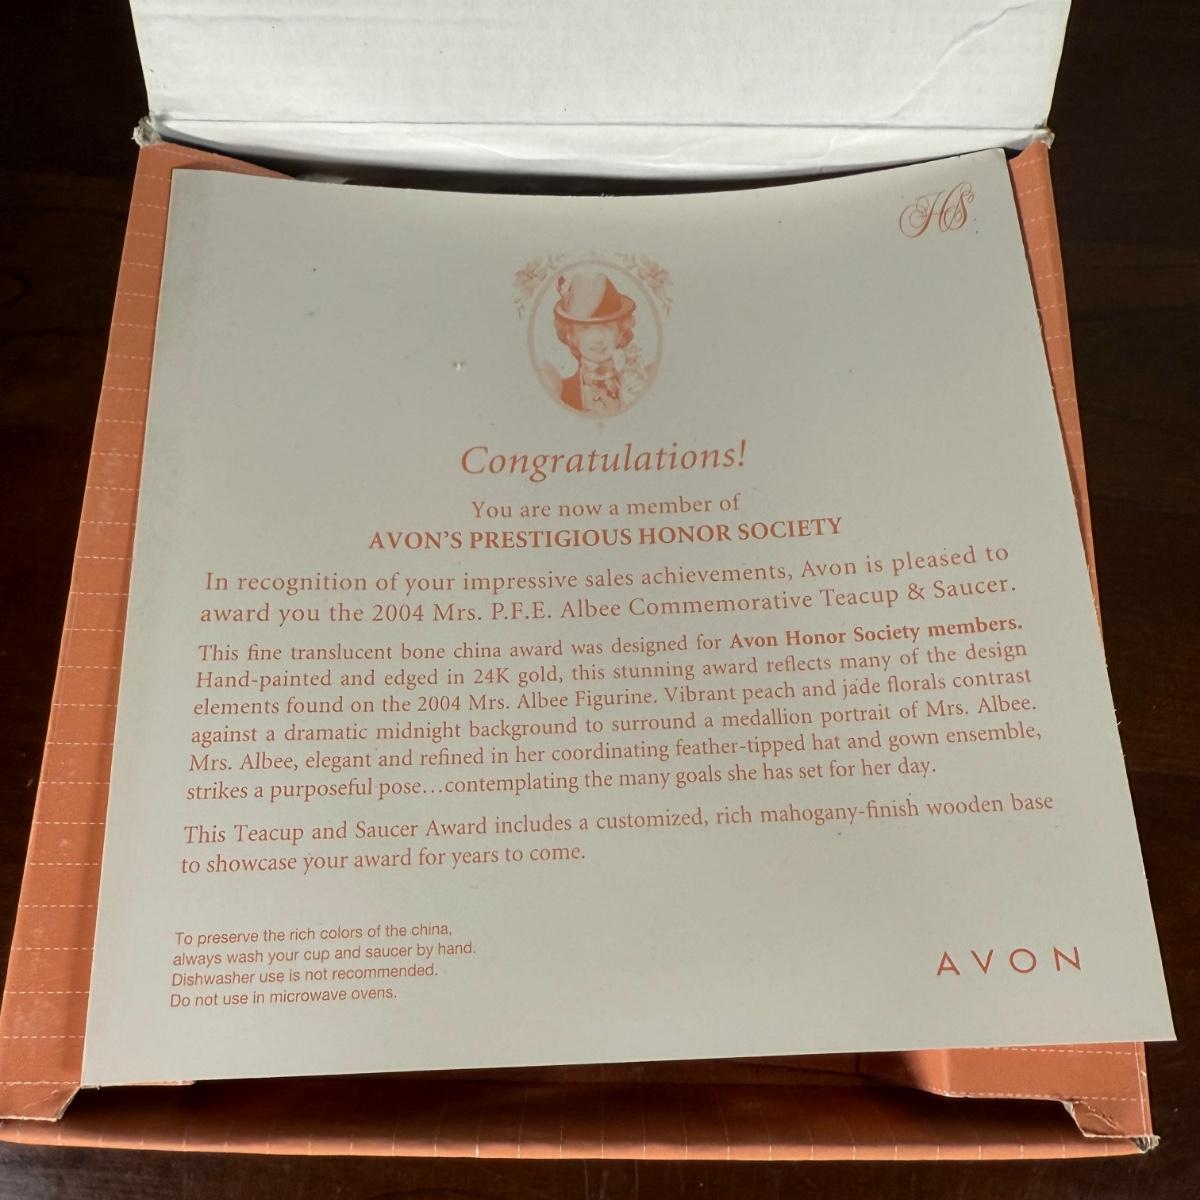 HS
Congratulations!
You are now a member of
AVON'S PRESTIGIOUS HONOR SOCIETY
In recognition of your impressive sales achievements, Avon is pleased to
award you the 2004 Mrs. P.F.E. Albee Commemorative Teacup & Saucer.
This fine translucent bone china award was designed for Avon Honor Society members.
Hand-painted and edged in 24K gold, this stunning award reflects many of the design
elements found on the 2004 Mrs. Albee Figurine. Vibrant peach and jade florals contrast
against a dramatic midnight background to surround a medallion portrait of Mrs. Albee.
Mrs. Albee, elegant and refined in her coordinating feather-tipped hat and gown ensemble,
strikes a purposeful pose…contemplating the many goals she has set for her day.
This Teacup and Saucer Award includes a customized, rich mahogany-finish wooden base
to showcase your award for years to come.
To preserve the rich colors of the china,
always wash your cup and saucer by hand.
Dishwasher use is not recommended.
Do not use in microwave ovens.
AVON